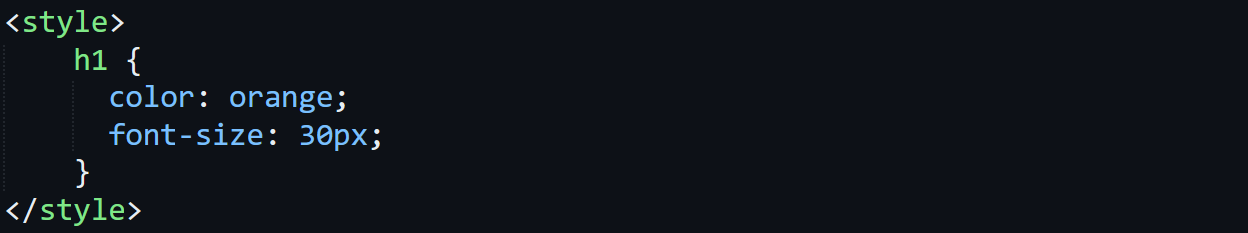 <style>
    h1 {
      color: orange;
      font-size: 30px;
    }
</style>